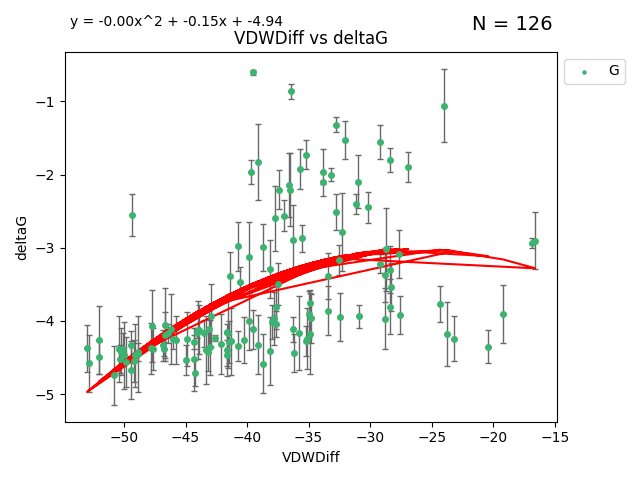 y = -0.00x^2 + -0.15x + -4.94
N = 126
VDWDiff vs deltaG
G
−1
−2
−3
−4
−5
deltaG
−50
−45
−40
−35
−30
−25
−20
−15
VDWDiff